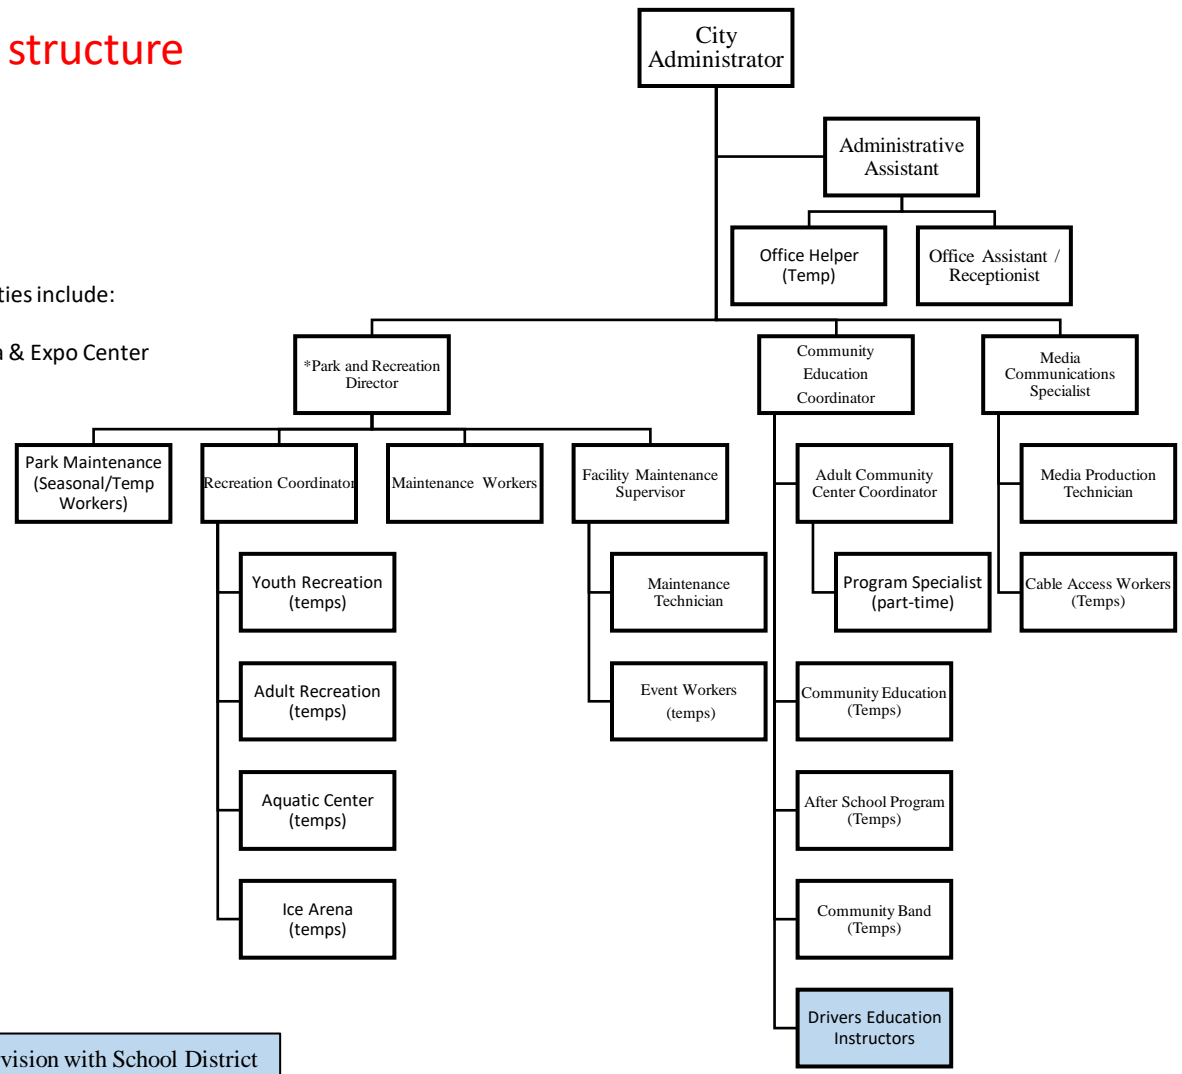 structure
City
Administrator
Administrative
Assistant
Office Helper
(Temp)
Office Assistant /
Receptionist
ties include:
a & Expo Center
*Park and Recreation
Director
Community
Education
Coordinator
Media
Communications
Specialist
Park Maintenance
(Seasonal/Temp
Workers)
Recreation Coordinator
Maintenance Workers
Facility Maintenance
Supervisor
Adult Community
Center Coordinator
Media Production
Technician
Youth Recreation
(temps)
Maintenance
Technician
Program Specialist
(part-time)
Cable Access Workers
(Temps)
Adult Recreation
(temps)
Event Workers
(temps)
Community Education
(Temps)
Aquatic Center
(temps)
After School Program
(Temps)
Ice Arena
(temps)
Community Band
(Temps)
Drivers Education
Instructors
vision with School District